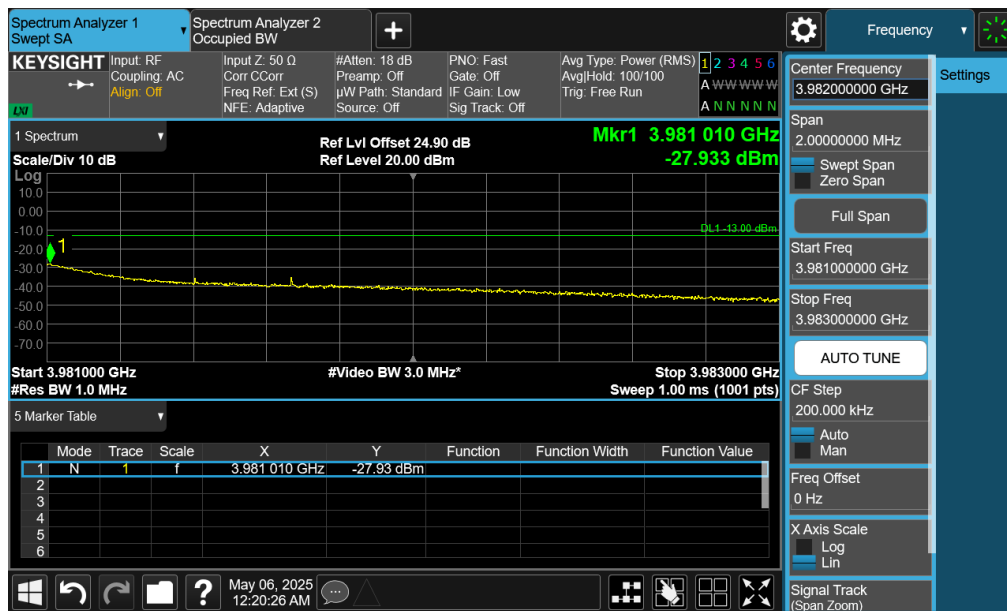 Spectrum Analyzer 1
Swept SA
Spectrum Analyzer 2
Occupied BW
Frequency
KEYSIGHT
LXI
Input: RF
Coupling: AC
Align: Off
Input Z: 50 Ω
Corr CCorr
Freq Ref: Ext (S)
NFE: Adaptive
#Atten: 18 dB
Preamp: Off
µW Path: Standard
Source: Off
PNO: Fast
Gate: Off
IF Gain: Low
Sig Track: Off
Avg Type: Power (RMS)
Avg|Hold: 100/100
Trig: Free Run
1 2 3 4 5 6
A W W W W W
A N N N N N
1 Spectrum
Scale/Div 10 dB
Ref Lvl Offset 24.90 dB
Ref Level 20.00 dBm
Mkr1 3.981 010 GHz
-27.933 dBm
Log
10.0
0.00
-10.0
-20.0
-30.0
-40.0
-50.0
-60.0
-70.0
1
DL1 -13.00 dBm
Start 3.981000 GHz
#Res BW 1.0 MHz
#Video BW 3.0 MHz*
Stop 3.983000 GHz
Sweep 1.00 ms (1001 pts)
5 Marker Table
Mode Trace Scale X Y Function Function Width Function Value
1 N 1 f 3.981 010 GHz -27.93 dBm
2
3
4
5
6
May 06, 2025
12:20:26 AM
Center Frequency
3.982000000 GHz
Span
2.00000000 MHz
Swept Span
Zero Span
Full Span
Start Freq
3.981000000 GHz
Stop Freq
3.983000000 GHz
AUTO TUNE
CF Step
200.000 kHz
Auto
Man
Freq Offset
0 Hz
X Axis Scale
Log
Lin
Signal Track
(Span Zoom)
Settings